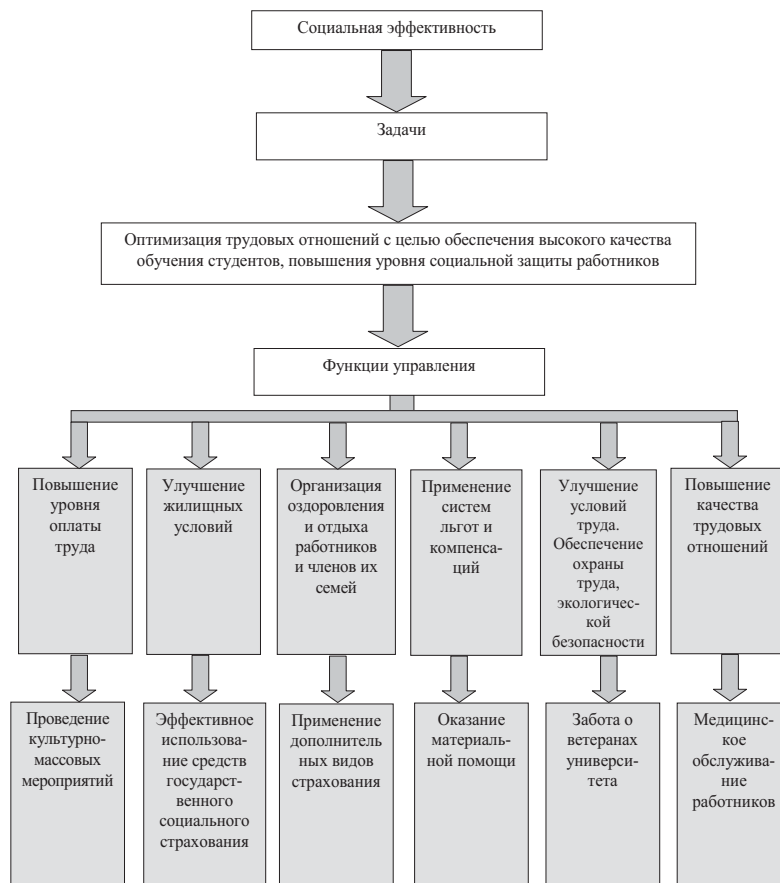 Социальная эффективность
Задачи
Оптимизация трудовых отношений с целью обеспечения высокого качества
обучения студентов, повышения уровня социальной защиты работников
Функции управления
Повышение
уровня
оплаты
труда
Улучшение
жилищных
условий
Организация
оздоровления
и отдыха
работников
и членов их
семей
Применение
систем
льгот и
компенса-
ций
Улучшение
условий
труда.
Обеспечение
охраны
труда,
экологичес-
кой
безопасности
Повышение
качества
трудовых
отношений
Проведение
культурно-
массовых
мероприятий
Эффективное
использова-
ние средств
государст-
венного
социального
страхования
Применение
дополнитель
ных видов
страхования
Оказание
материаль-
ной помощи
Забота о
ветеранах
универси-
тета
Медицинс-
кое
обслужива-
ние
работников